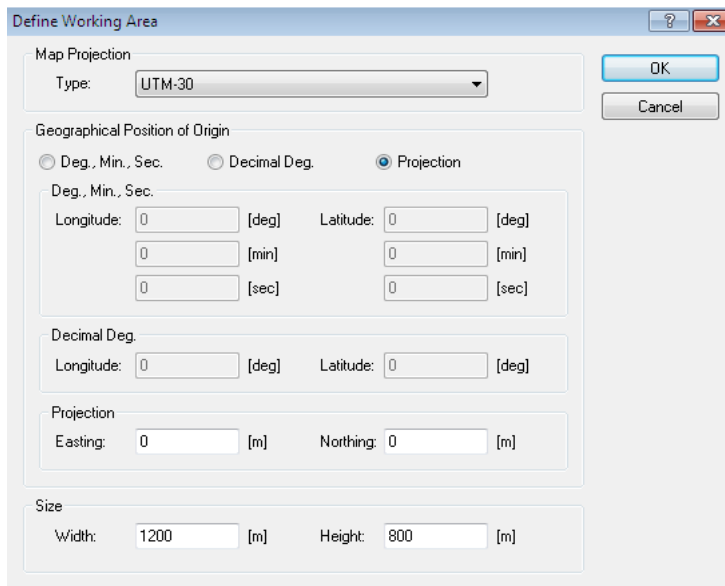 Define Working Area
?
Map Projection
Type: UTM-30
OK
Cancel
Geographical Position of Origin
Deg., Min., Sec. Decimal Deg. Projection
Deg., Min., Sec.
Longitude: 0 [deg] Latitude: 0 [deg]
0 [min] 0 [min]
0 [sec] 0 [sec]
Decimal Deg.
Longitude: 0 [deg] Latitude: 0 [deg]
Projection
Easting: 0 [m] Northing: 0 [m]
Size
Width: 1200 [m] Height: 800 [m]